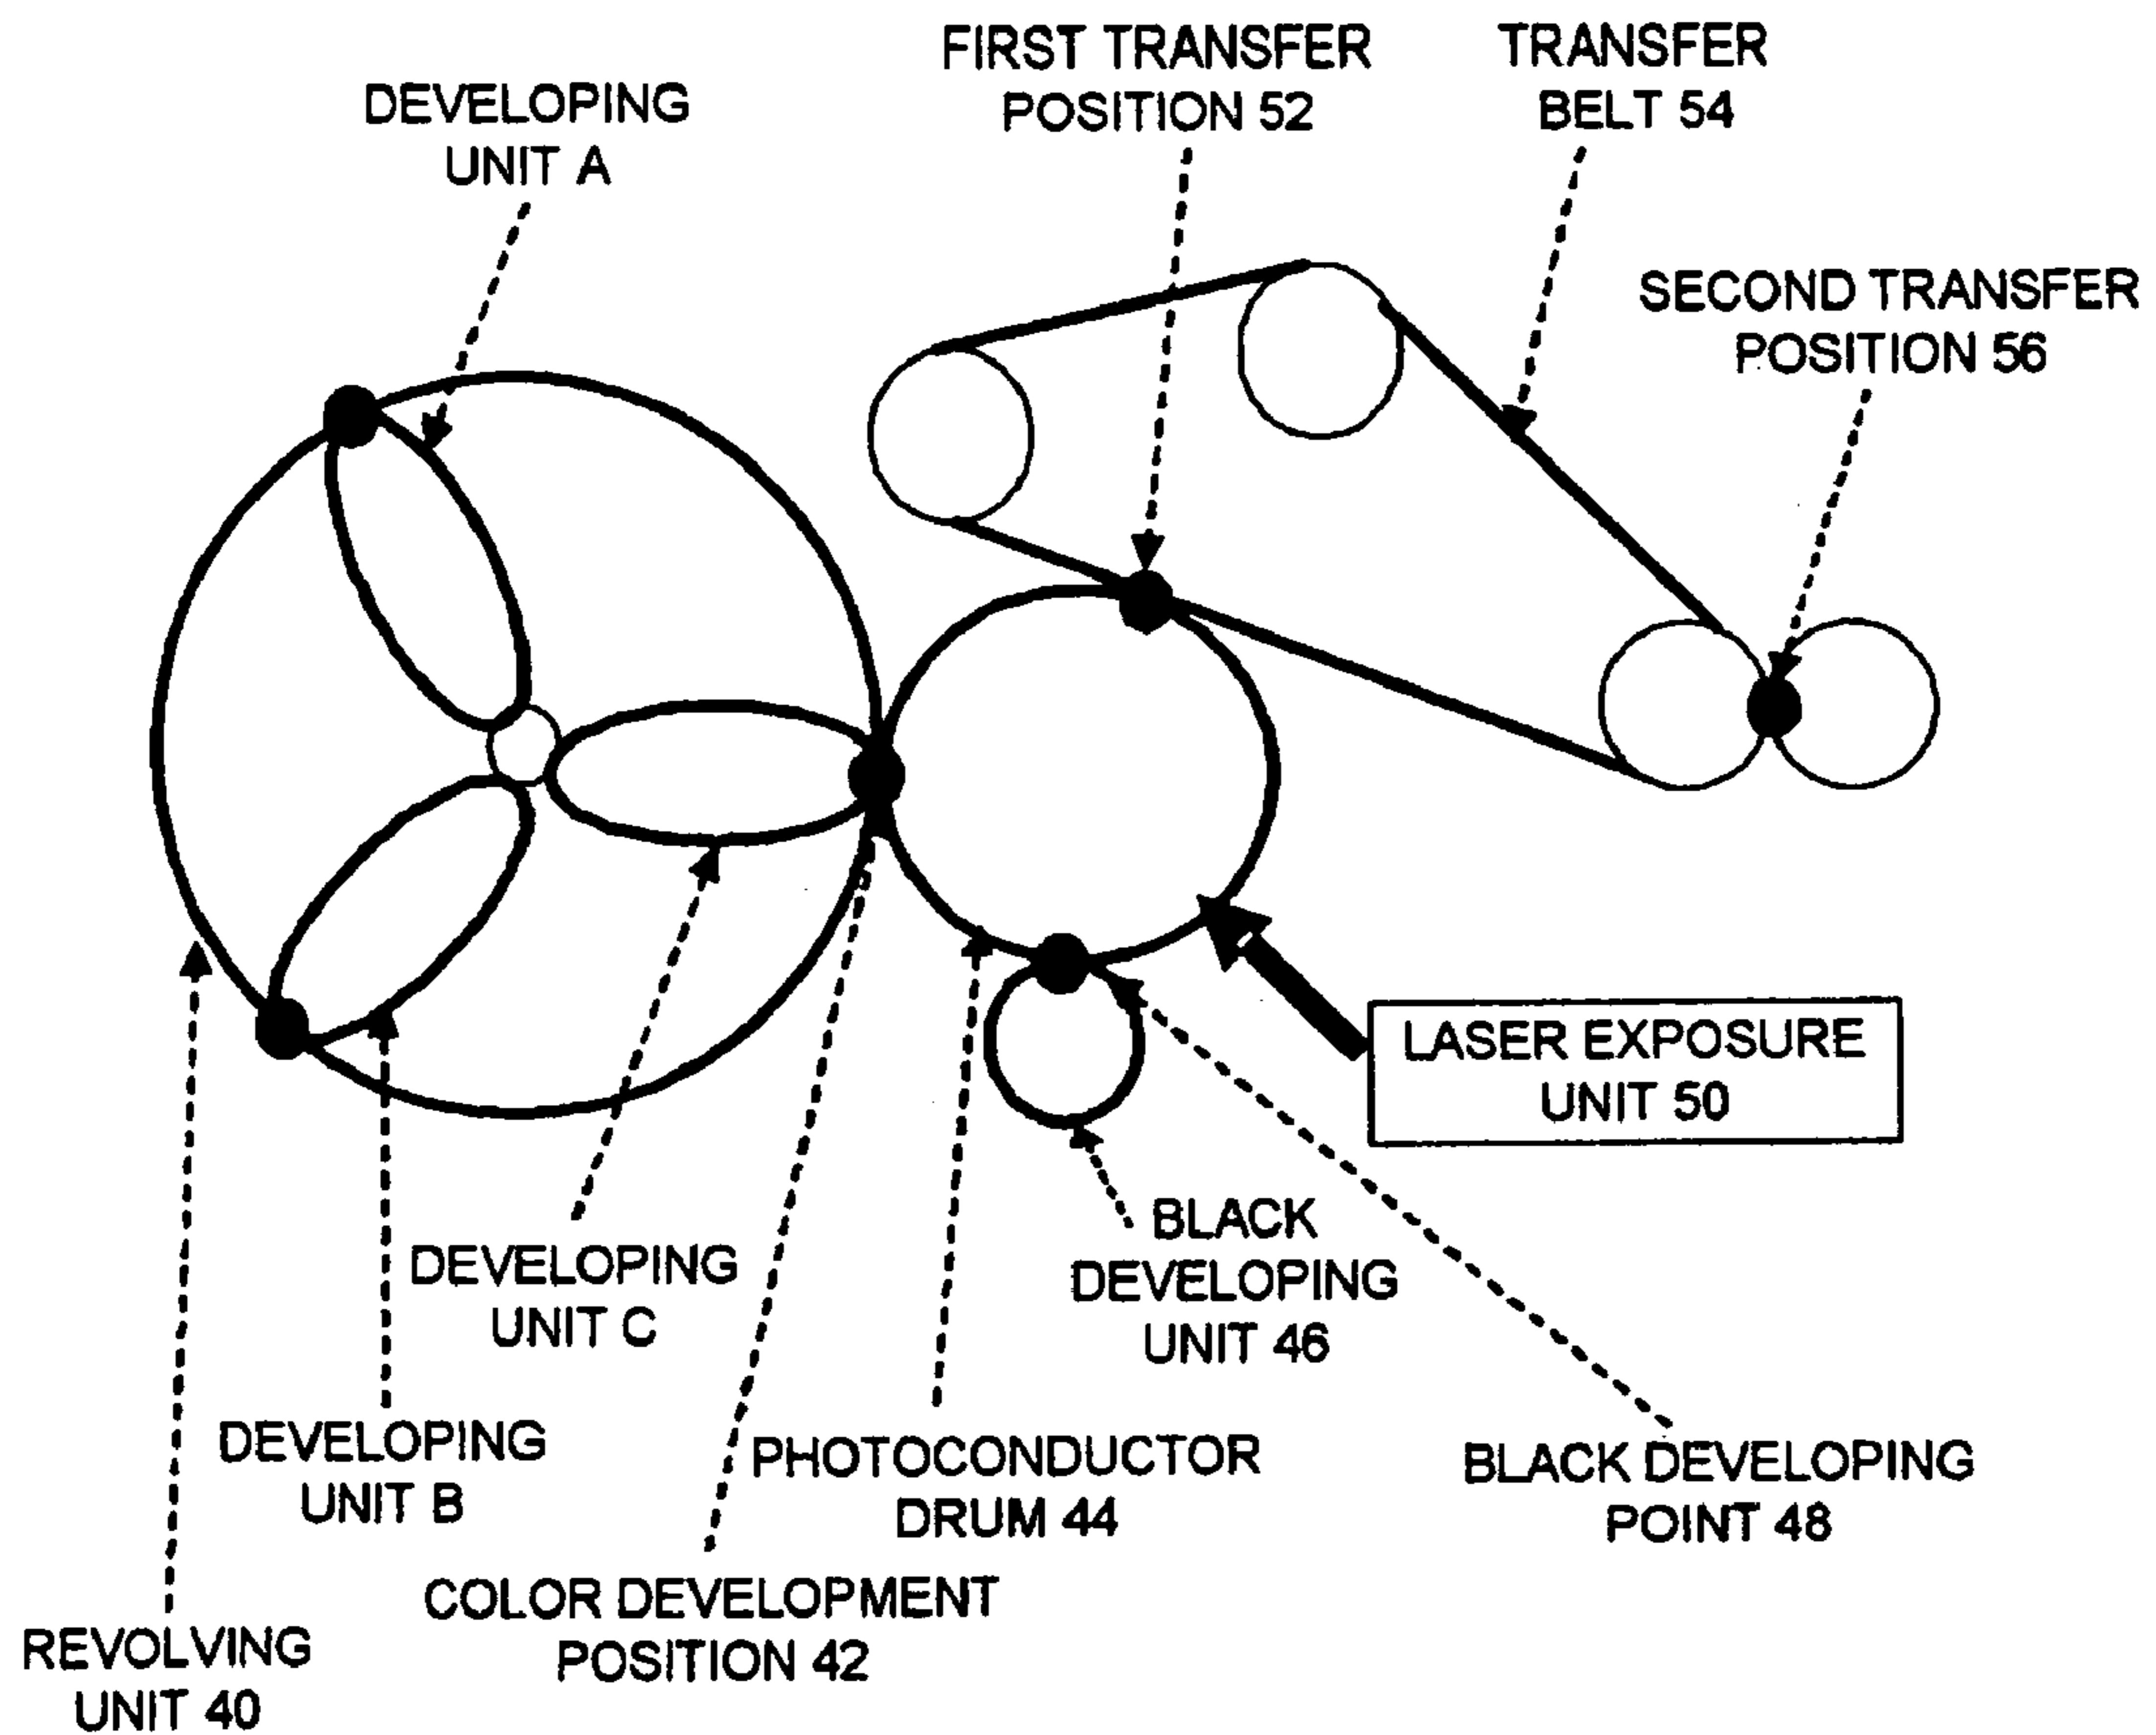 FIRST TRANSFER
POSITION 52
TRANSFER
BELT 54
DEVELOPING
UNIT A
SECOND TRANSFER
POSITION 56
LASER EXPOSURE
UNIT 50
BLACK
DEVELOPING
UNIT 46
DEVELOPING
UNIT C
DEVELOPING
UNIT B
PHOTOCONDUCTOR
DRUM 44
BLACK DEVELOPING
POINT 48
COLOR DEVELOPMENT
POSITION 42
REVOLVING
UNIT 40